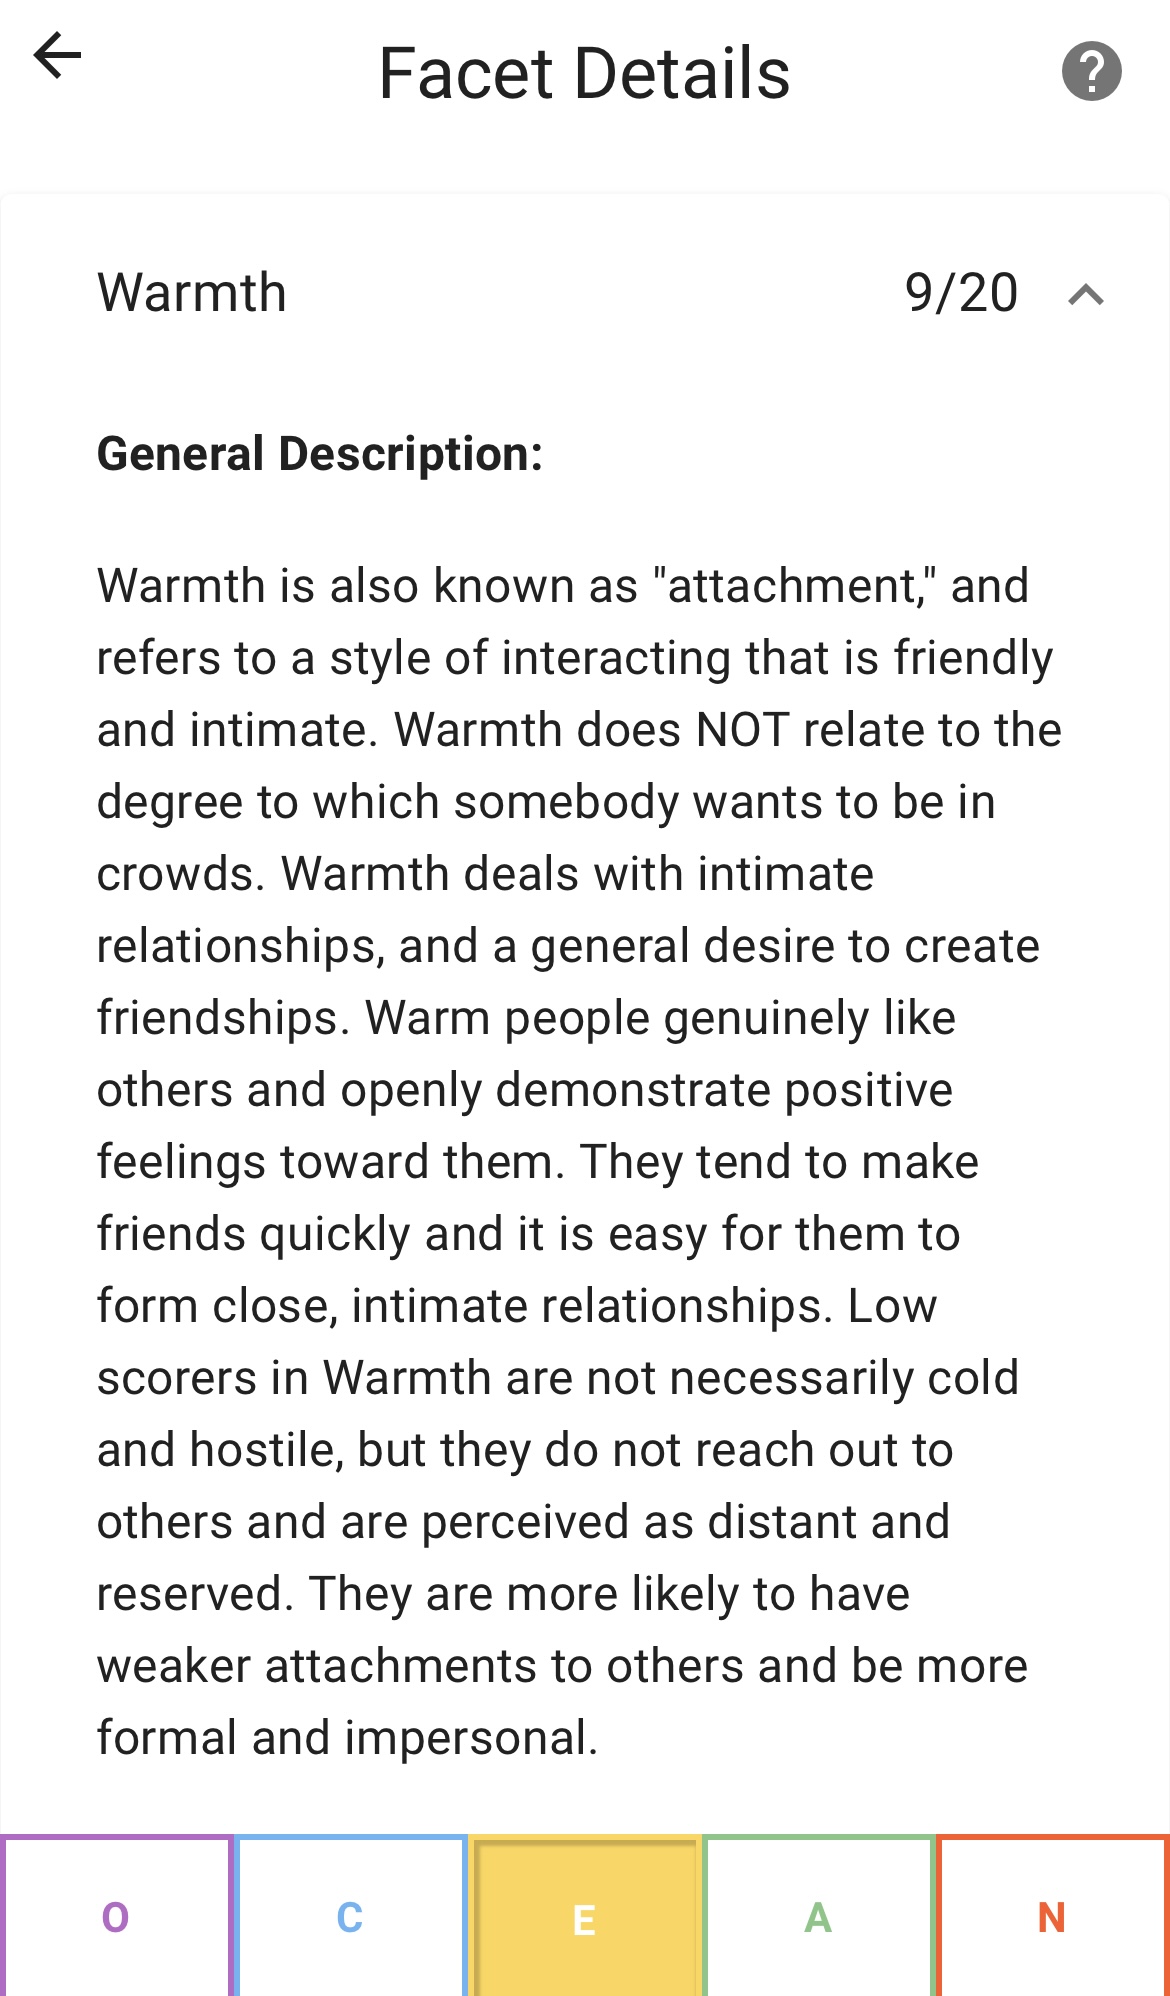 Facet Details
Warmth 9/20
General Description:
Warmth is also known as "attachment," and
refers to a style of interacting that is friendly
and intimate. Warmth does NOT relate to the
degree to which somebody wants to be in
crowds. Warmth deals with intimate
relationships, and a general desire to create
friendships. Warm people genuinely like
others and openly demonstrate positive
feelings toward them. They tend to make
friends quickly and it is easy for them to
form close, intimate relationships. Low
scorers in Warmth are not necessarily cold
and hostile, but they do not reach out to
others and are perceived as distant and
reserved. They are more likely to have
weaker attachments to others and be more
formal and impersonal.
O C E A N